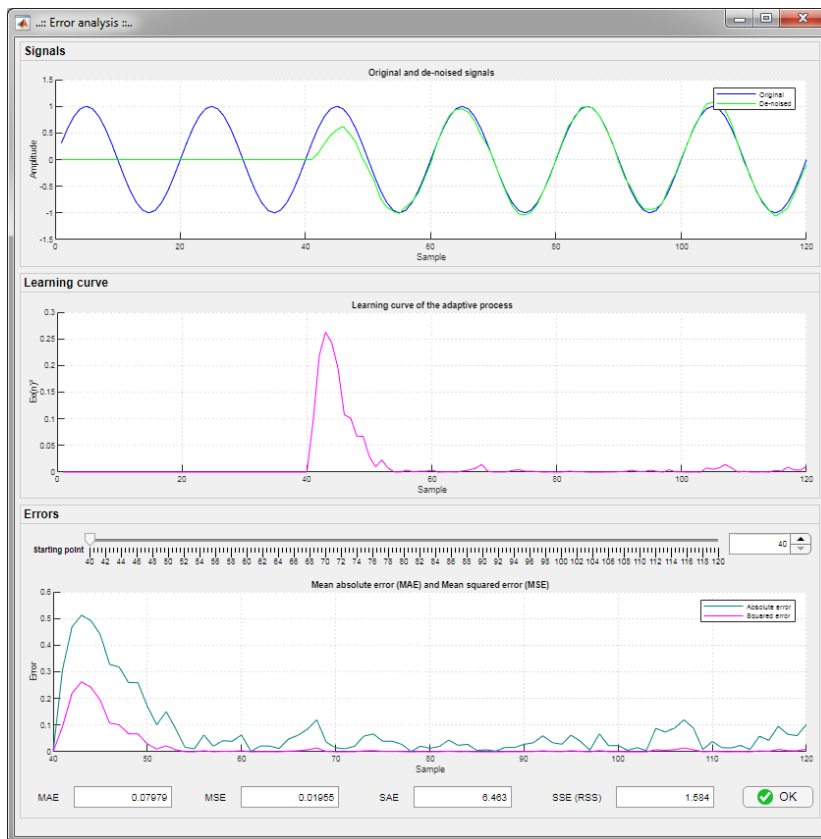 ..:: Error analysis ::..
Signals
Original and de-noised signals
1.5
1
0.5
0
-0.5
-1
-1.5
Amplitude
Original
De-noised
0 20 40 60 80 100 120
Sample
Learning curve
Learning curve of the adaptive process
0.3
0.25
0.2
0.15
0.1
0.05
0
Ex(n)²
0 20 40 60 80 100 120
Sample
Errors
Starting point
40 42 44 46 48 50 52 54 56 58 60 62 64 66 68 70 72 74 76 78 80 82 84 86 88 90 92 94 96 98 100 102 104 106 108 110 112 114 116 118 120
40
Mean absolute error (MAE) and Mean squared error (MSE)
0.6
0.5
0.4
0.3
0.2
0.1
0
Error
Absolute error
Squared error
40 50 60 70 80 90 100 110 120
Sample
MAE 0.07979 MSE 0.01955 SAE 6.463 SSE (RSS) 1.584 OK